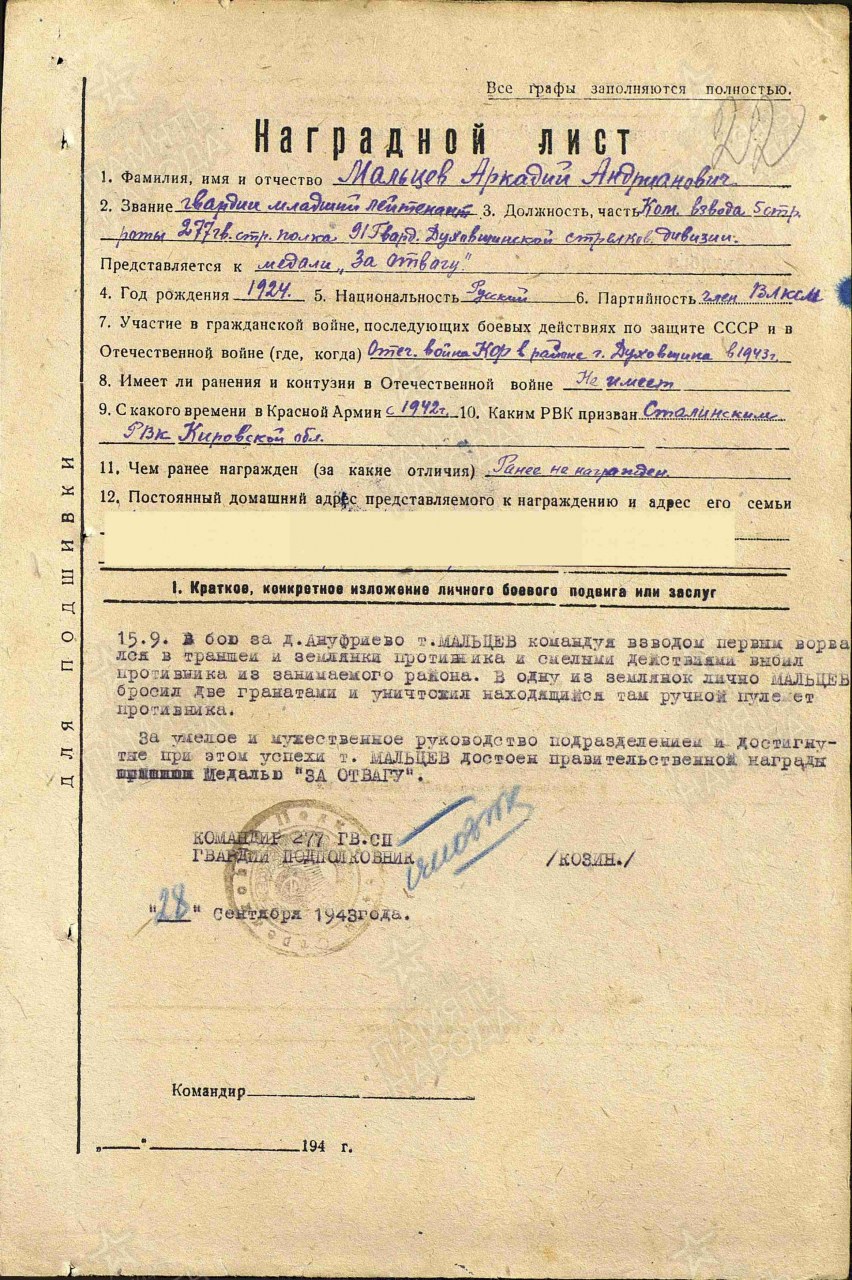 Все графы заполняются полностью.
22
Наградной лист
1. Фамилия, имя и отчество Мальцев Аркадий Андрианович
2. Звание гвардии младший лейтенант 3. Должность, часть Ком. взвода 5 стр.
роты 277 гв. стр. полка 91 Гвард. Духовщинской стрелков. дивизии.
Представляется к медали „За отвагу"
4. Год рождения 1924. 5. Национальность Русский 6. Партийность член ВЛКСМ
7. Участие в гражданской войне, последующих боевых действиях по защите СССР и в
Отечественной войне (где, когда) Отеч. война в районе г. Духовщина в 1943 г.
8. Имеет ли ранения и контузии в Отечественной войне Не имеет
9. С какого времени в Красной Армии с 1942 г. 10. Каким РВК призван Сталинским
РВК Кировской обл.
11. Чем ранее награжден (за какие отличия) Ранее не награжден.
12. Постоянный домашний адрес представляемого к награждению и адрес его семьи
I. Краткое, конкретное изложение личного боевого подвига или заслуг
15.9. В бою за д. Ануфриево т. МАЛЬЦЕВ командуя взводом первым ворва
лся в траншеи и землянки противника и смелыми действиями выбил
противника из занимаемого района. В одну из землянок лично МАЛЬЦЕВ
бросил две гранатами и уничтожил находящийся там ручной пулемет
противника.
За умелое и мужественное руководство подразделением и достигну-
тые при этом успехи т. МАЛЬЦЕВ достоен правительственной награды
Медалью "ЗА ОТВАГУ".
КОМАНДИР 277 ГВ.СП
ГВАРДИИ ПОДПОЛКОВНИК /КОЗИН./
"28" Сентября 1943 года.
Командир
„ " 194 г.
ДЛЯ ПОДШИВКИ
ПАМЯТЬ
НАРОДА